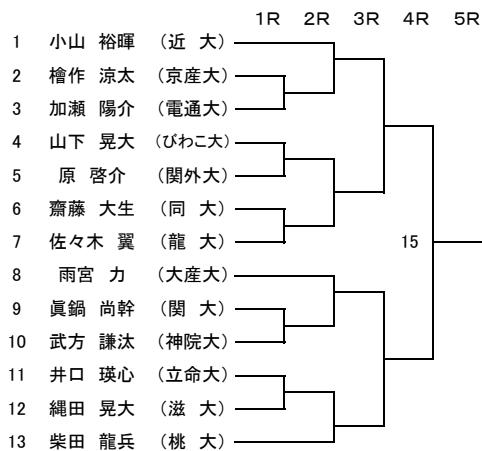 1R 2R 3R 4R 5R
1 小山 裕暉 (近 大)
2 檜作 涼太 (京産大)
3 加瀬 陽介 (電通大)
4 山下 晃大 (びわこ大)
5 原 啓介 (関外大)
6 齋藤 大生 (同 大)
7 佐々木 翼 (龍 大)
15
8 雨宮 力 (大産大)
9 眞鍋 尚幹 (関 大)
10 武方 謙汰 (神院大)
11 井口 瑛心 (立命大)
12 縄田 晃大 (滋 大)
13 柴田 龍兵 (桃 大)